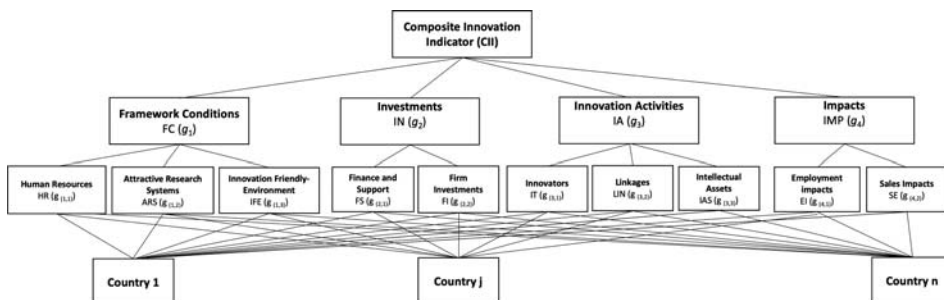 Composite Innovation
Indicator (CII)
Framework Conditions
FC (g1)
Investments
IN (g2)
Innovation Activities
IA (g3)
Impacts
IMP (g4)
Human Resources
HR (g (1,1))
Attractive Research
Systems
ARS (g (1,2))
Innovation Friendly-
Environment
IFE (g (1,3))
Finance and
Support
FS (g (2,1))
Firm
Investments
FI (g (2,2))
Innovators
IT (g (3,1))
Linkages
LIN (g (3,2))
Intellectual
Assets
IAS (g (3,3))
Employment
impacts
EI (g (4,1))
Sales Impacts
SE (g (4,2))
Country 1
Country j
Country n